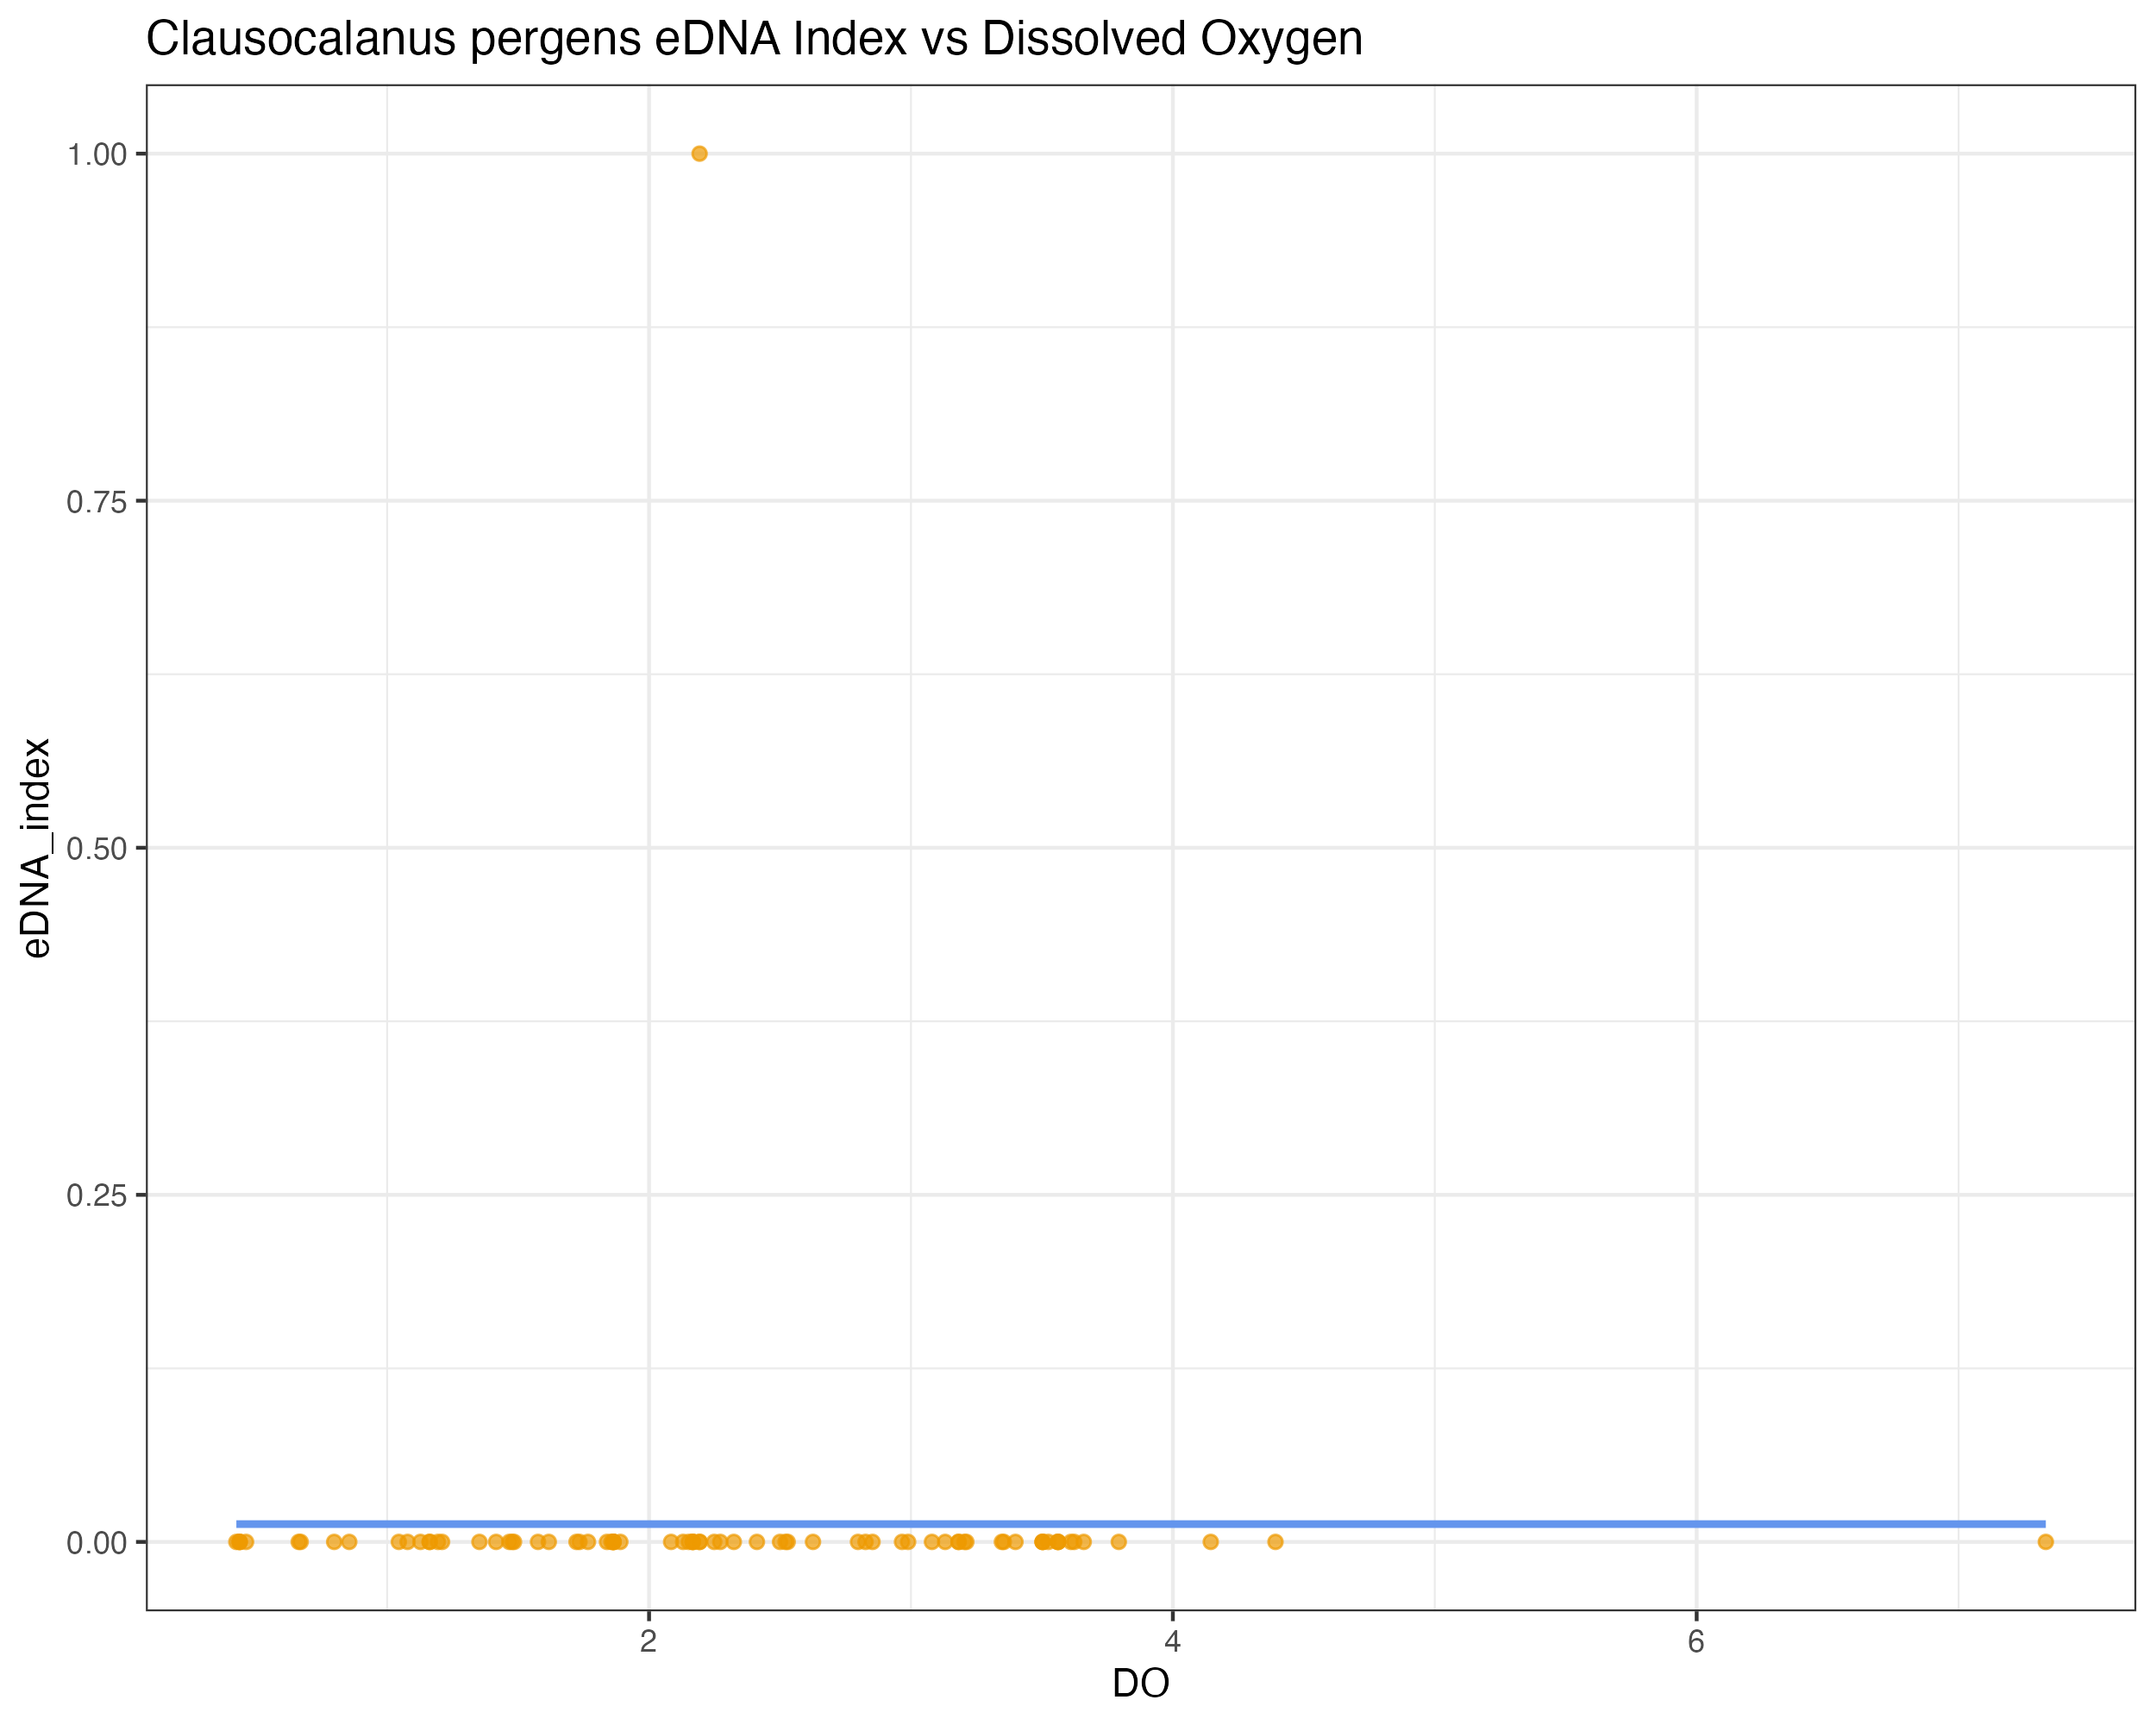 Clausocalanus pergens eDNA Index vs Dissolved Oxygen
1.00
0.75
0.50
0.25
0.00
eDNA_index
2
4
6
DO